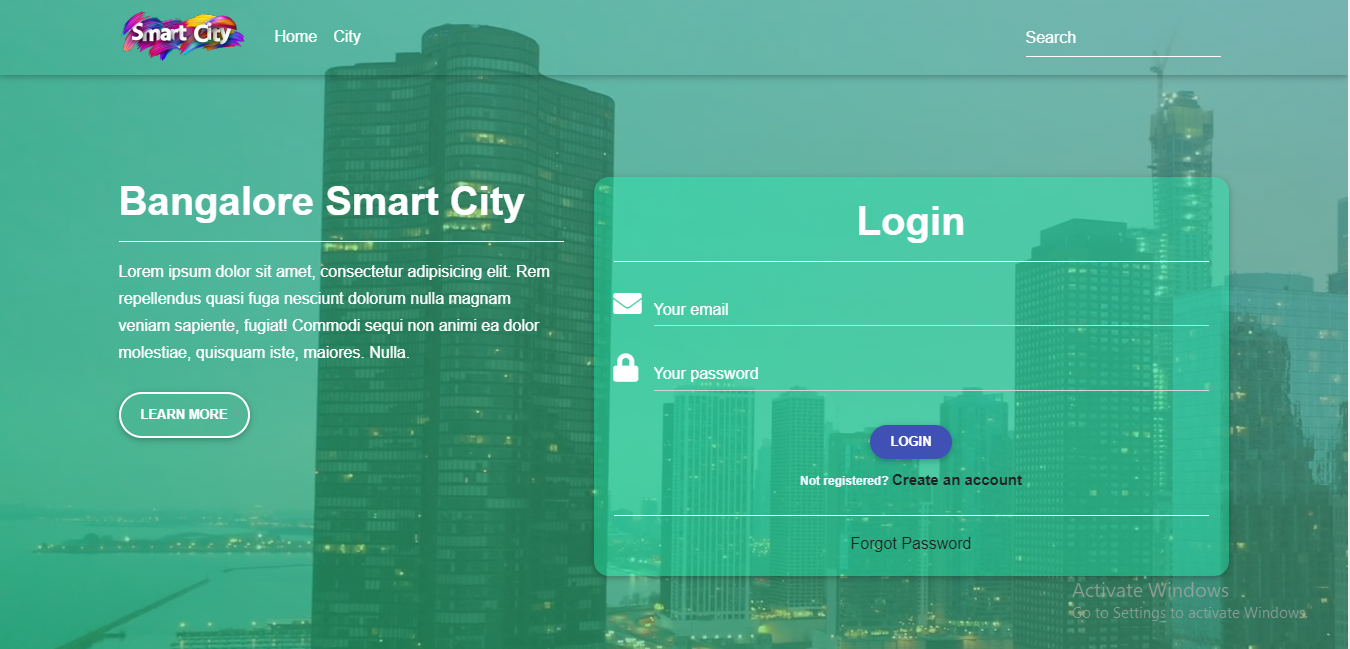 Smart City
Home
City
Search
Bangalore Smart City
Lorem ipsum dolor sit amet, consectetur adipisicing elit. Rem
repellendus quasi fuga nesciunt dolorum nulla magnam
veniam sapiente, fugiat! Commodi sequi non animi ea dolor
molestiae, quisquam iste, maiores. Nulla.
LEARN MORE
Login
Your email
Your password
LOGIN
Not registered? Create an account
Forgot Password
Activate Windows
Go to Settings to activate Windows.